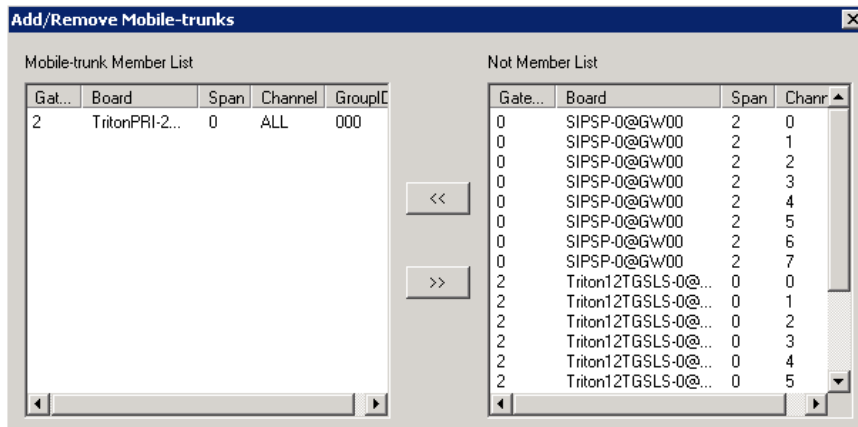 Add/Remove Mobile-trunks
Mobile-trunk Member List
Gat... Board Span Channel GroupID
2 TritonPRI-2... 0 ALL 000
<<
>>
Not Member List
Gate... Board Span Chann
0 SIPSP-0@GW00 2 0
0 SIPSP-0@GW00 2 1
0 SIPSP-0@GW00 2 2
0 SIPSP-0@GW00 2 3
0 SIPSP-0@GW00 2 4
0 SIPSP-0@GW00 2 5
0 SIPSP-0@GW00 2 6
0 SIPSP-0@GW00 2 7
2 Triton12TGSLS-0@... 0 0
2 Triton12TGSLS-0@... 0 1
2 Triton12TGSLS-0@... 0 2
2 Triton12TGSLS-0@... 0 3
2 Triton12TGSLS-0@... 0 4
2 Triton12TGSLS-0@... 0 5